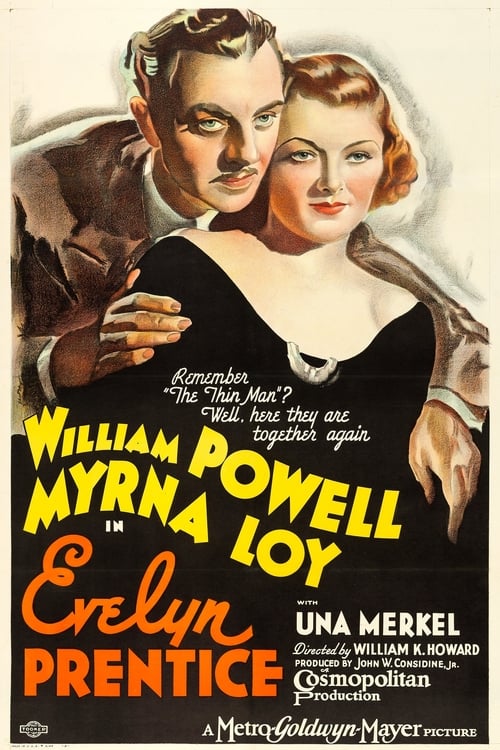 Remember
"The Thin Man"?
Well, here they are
together again
WILLIAM POWELL
MYRNA LOY
IN
Evelyn
PRENTICE
WITH
UNA MERKEL
Directed by WILLIAM K. HOWARD
PRODUCED BY JOHN W. CONSIDINE, JR.
A
Cosmopolitan
Production
A Metro-Goldwyn-Mayer PICTURE
TOOKER